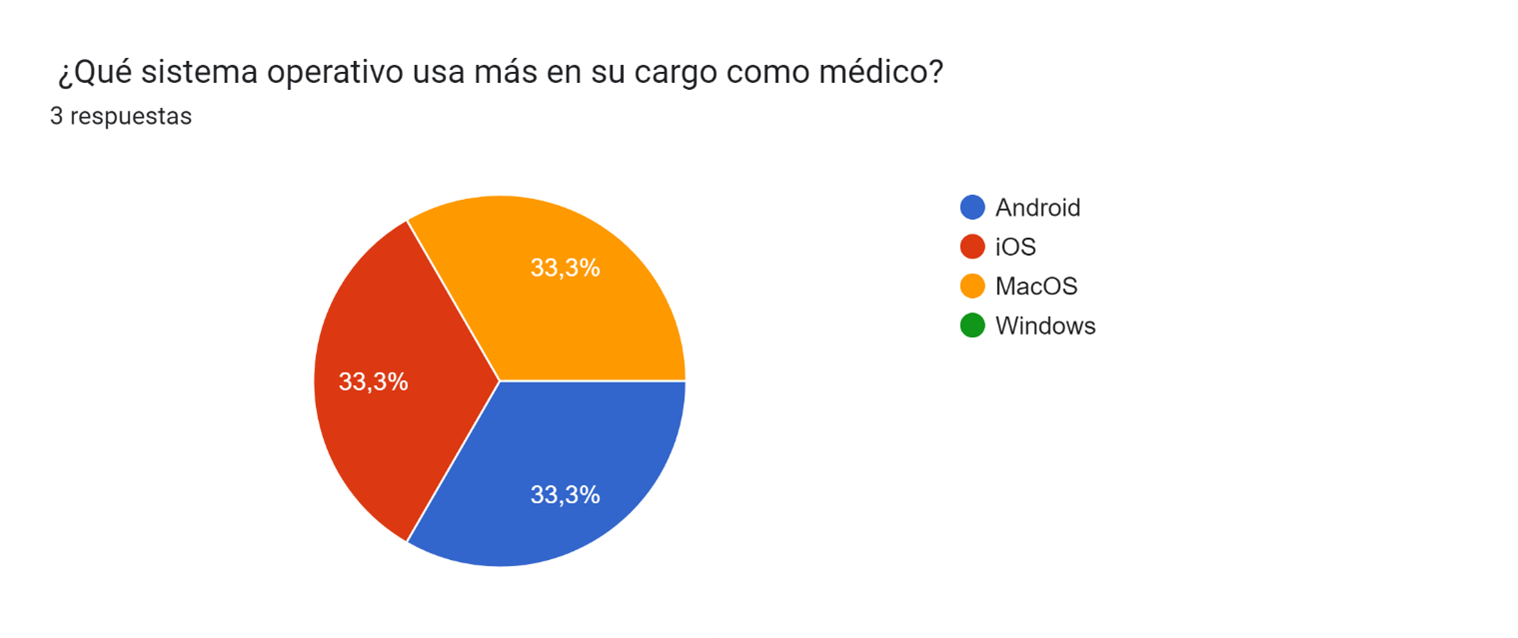 ¿Qué sistema operativo usa más en su cargo como médico?
3 respuestas
Android
iOS
MacOS
Windows
33,3%
33,3%
33,3%